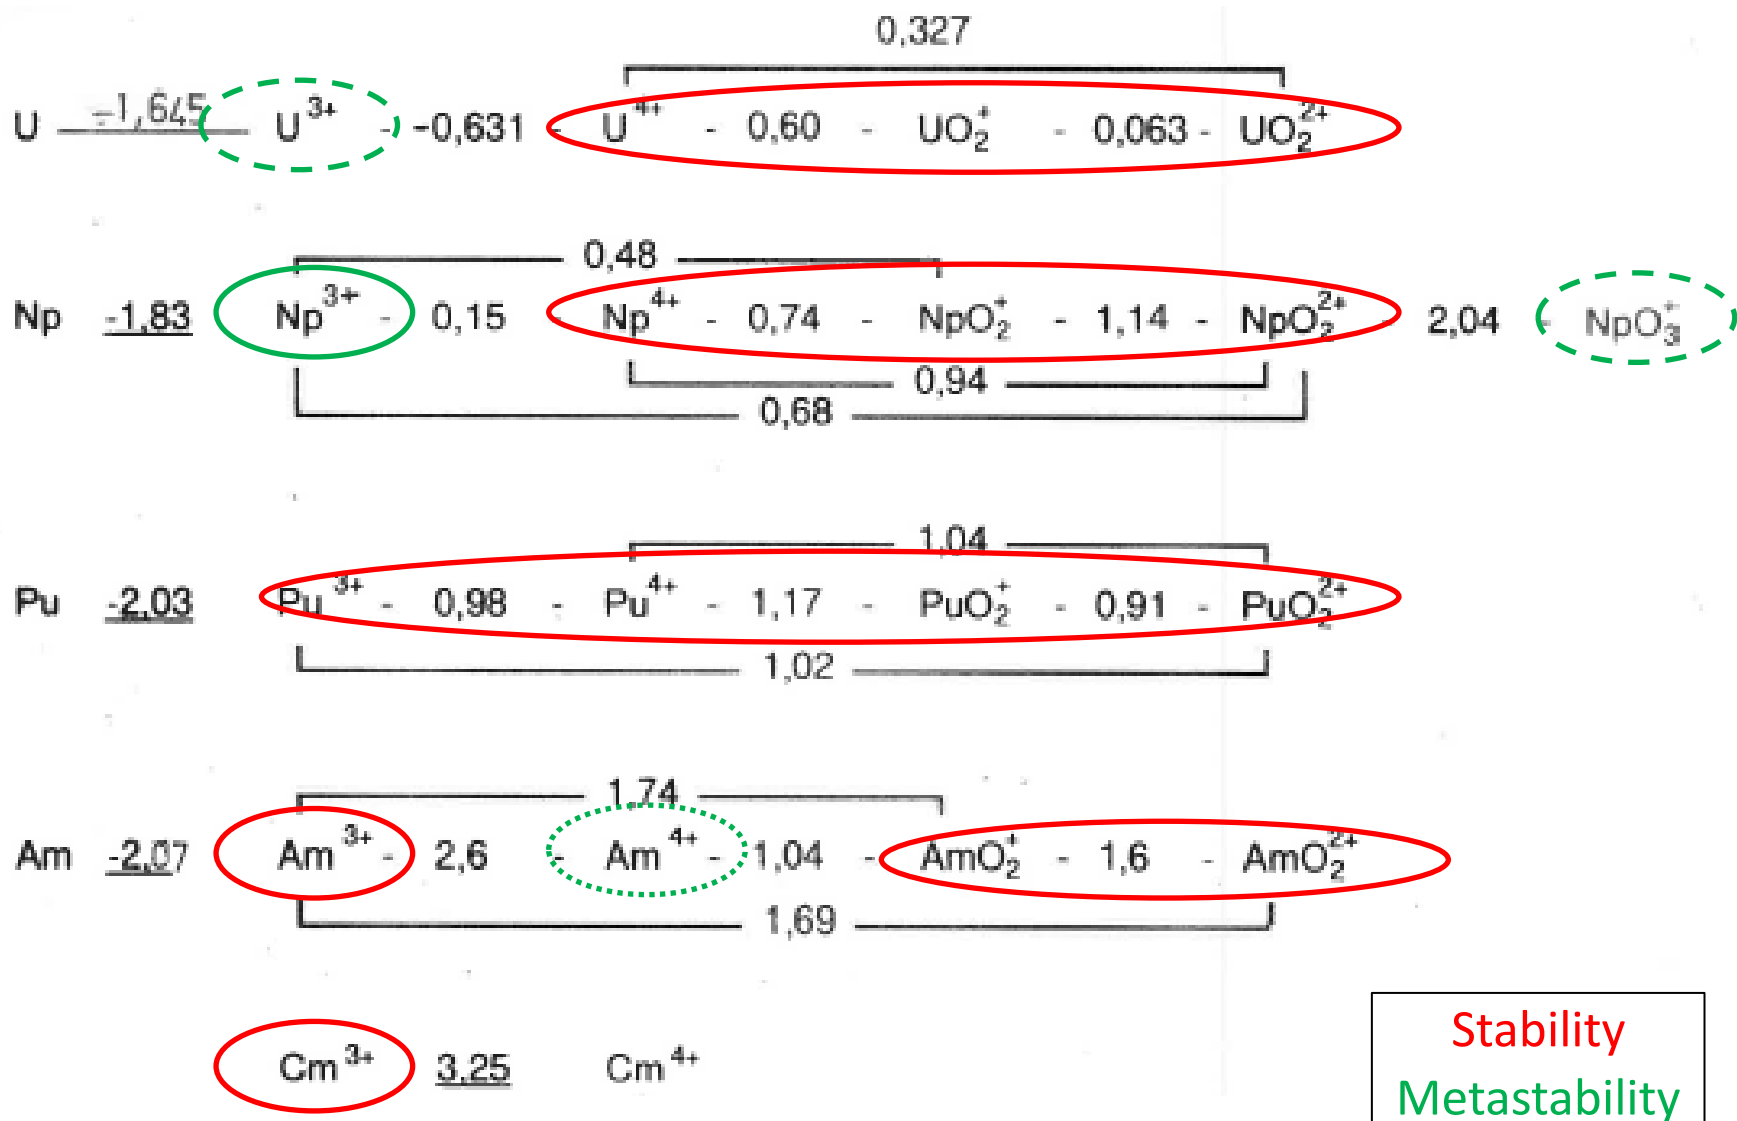 0,327
U -1,645 U³⁺ - -0,631 - U⁴⁺ - 0,60 - UO₂⁺ - 0,063 - UO₂²⁺
0,48
Np -1,83 Np³⁺ - 0,15 - Np⁴⁺ - 0,74 - NpO₂⁺ - 1,14 - NpO₂²⁺ 2,04 - NpO₃⁺
0,94
0,68
1,04
Pu -2,03 Pu³⁺ - 0,98 - Pu⁴⁺ - 1,17 - PuO₂⁺ - 0,91 - PuO₂²⁺
1,02
1,74
Am -2,07 Am³⁺ - 2,6 - Am⁴⁺ - 1,04 - AmO₂⁺ - 1,6 - AmO₂²⁺
1,69
Cm³⁺ 3,25 Cm⁴⁺
Stability
Metastability